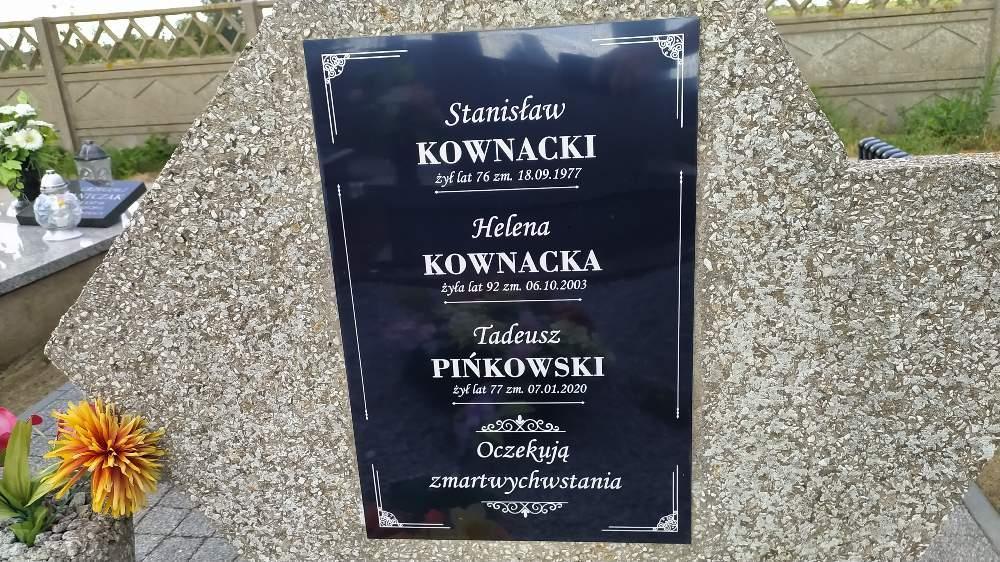 Stanisław
KOWNACKI
żył lat 76 zm. 18.09.1977
Helena
KOWNACKA
żyła lat 92 zm. 06.10.2003
Tadeusz
PIŃKOWSKI
żył lat 77 zm. 07.01.2020
Oczekują
zmartwychwstania